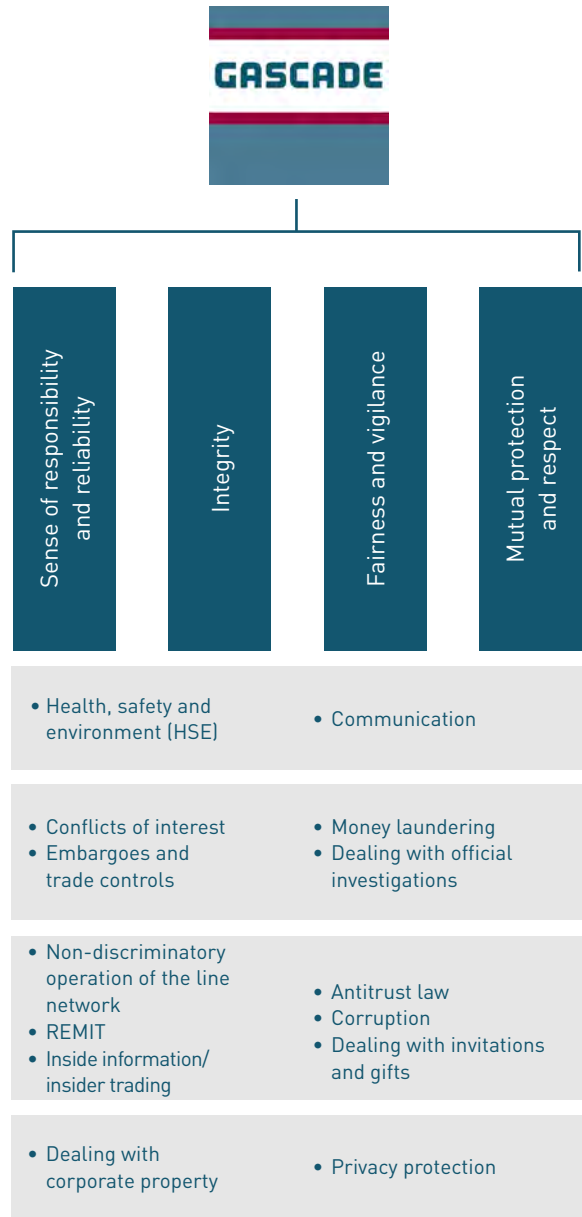 GASCADE
Sense of responsibility
and reliability
Integrity
Fairness and vigilance
Mutual protection
and respect
• Health, safety and
environment (HSE)
• Communication
• Conflicts of interest
• Embargoes and
trade controls
• Money laundering
• Dealing with official
investigations
• Non-discriminatory
operation of the line
network
• REMIT
• Inside information/
insider trading
• Antitrust law
• Corruption
• Dealing with invitations
and gifts
• Dealing with
corporate property
• Privacy protection